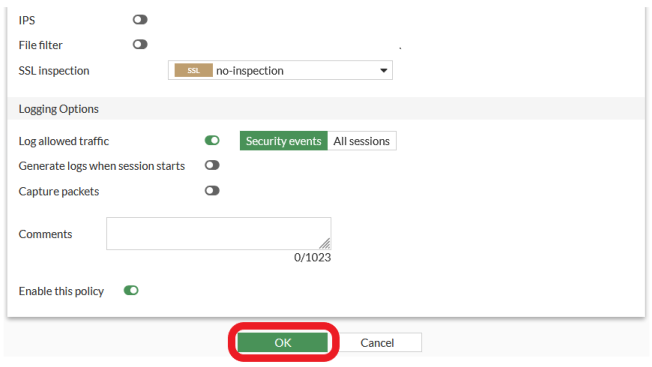 IPS
File filter
.
SSL inspection SSL no-inspection
Logging Options
Log allowed traffic Security events All sessions
Generate logs when session starts
Capture packets
Comments
0/1023
Enable this policy
OK Cancel